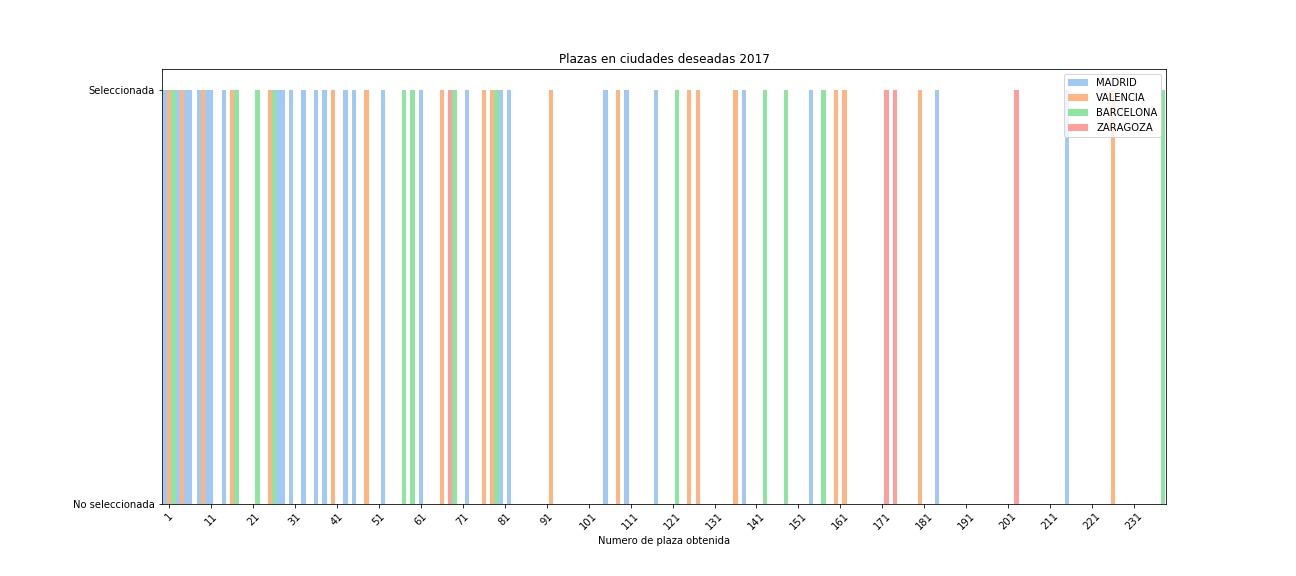 Plazas en ciudades deseadas 2017
Seleccionada
No seleccionada
MADRID
VALENCIA
BARCELONA
ZARAGOZA
1 11 21 31 41 51 61 71 81 91 101 111 121 131 141 151 161 171 181 191 201 211 221 231
Numero de plaza obtenida